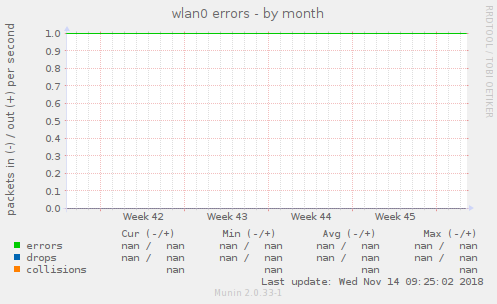 wlan0 errors - by month
RRDTOOL / TOBI OETIKER
packets in (-) / out (+) per second
1.0
0.9
0.8
0.7
0.6
0.5
0.4
0.3
0.2
0.1
0.0
Week 42 Week 43 Week 44 Week 45
Cur (-/+) Min (-/+) Avg (-/+) Max (-/+)
errors nan / nan nan / nan nan / nan nan / nan
drops nan / nan nan / nan nan / nan nan / nan
collisions nan nan nan nan
Last update: Wed Nov 14 09:25:02 2018
Munin 2.0.33-1